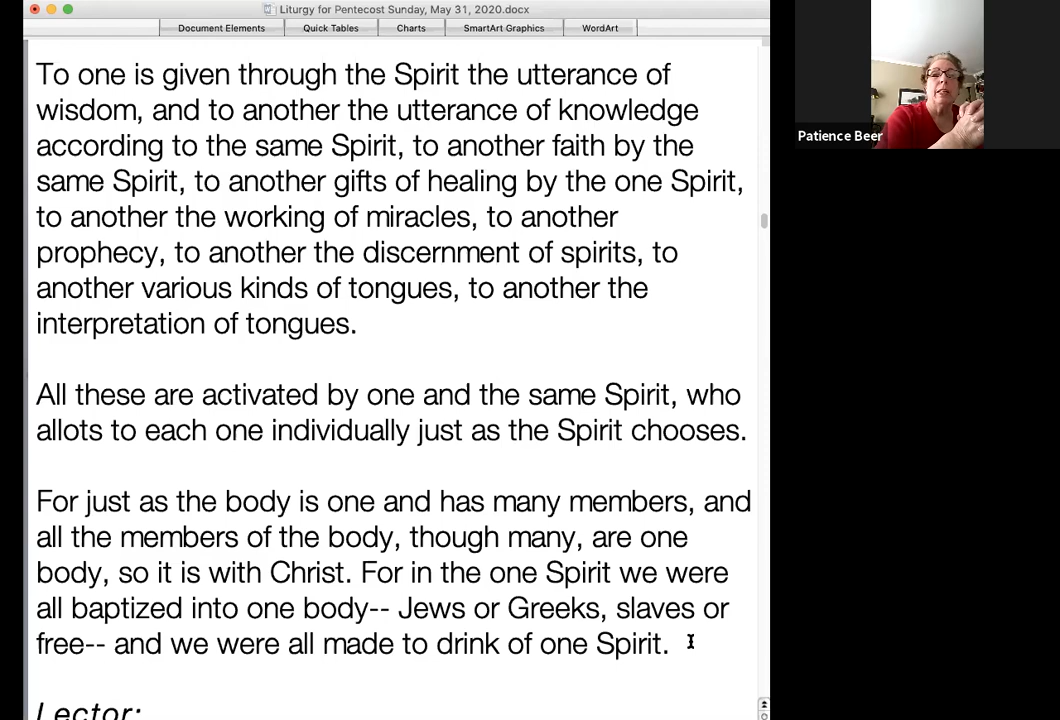 Liturgy for Pentecost Sunday, May 31, 2020.docx
Document Elements
Quick Tables
Charts
SmartArt Graphics
WordArt
To one is given through the Spirit the utterance of
wisdom, and to another the utterance of knowledge
according to the same Spirit, to another faith by the
same Spirit, to another gifts of healing by the one Spirit,
to another the working of miracles, to another
prophecy, to another the discernment of spirits, to
another various kinds of tongues, to another the
interpretation of tongues.
All these are activated by one and the same Spirit, who
allots to each one individually just as the Spirit chooses.
For just as the body is one and has many members, and
all the members of the body, though many, are one
body, so it is with Christ. For in the one Spirit we were
all baptized into one body-- Jews or Greeks, slaves or
free-- and we were all made to drink of one Spirit.
Lector:
Patience Beer